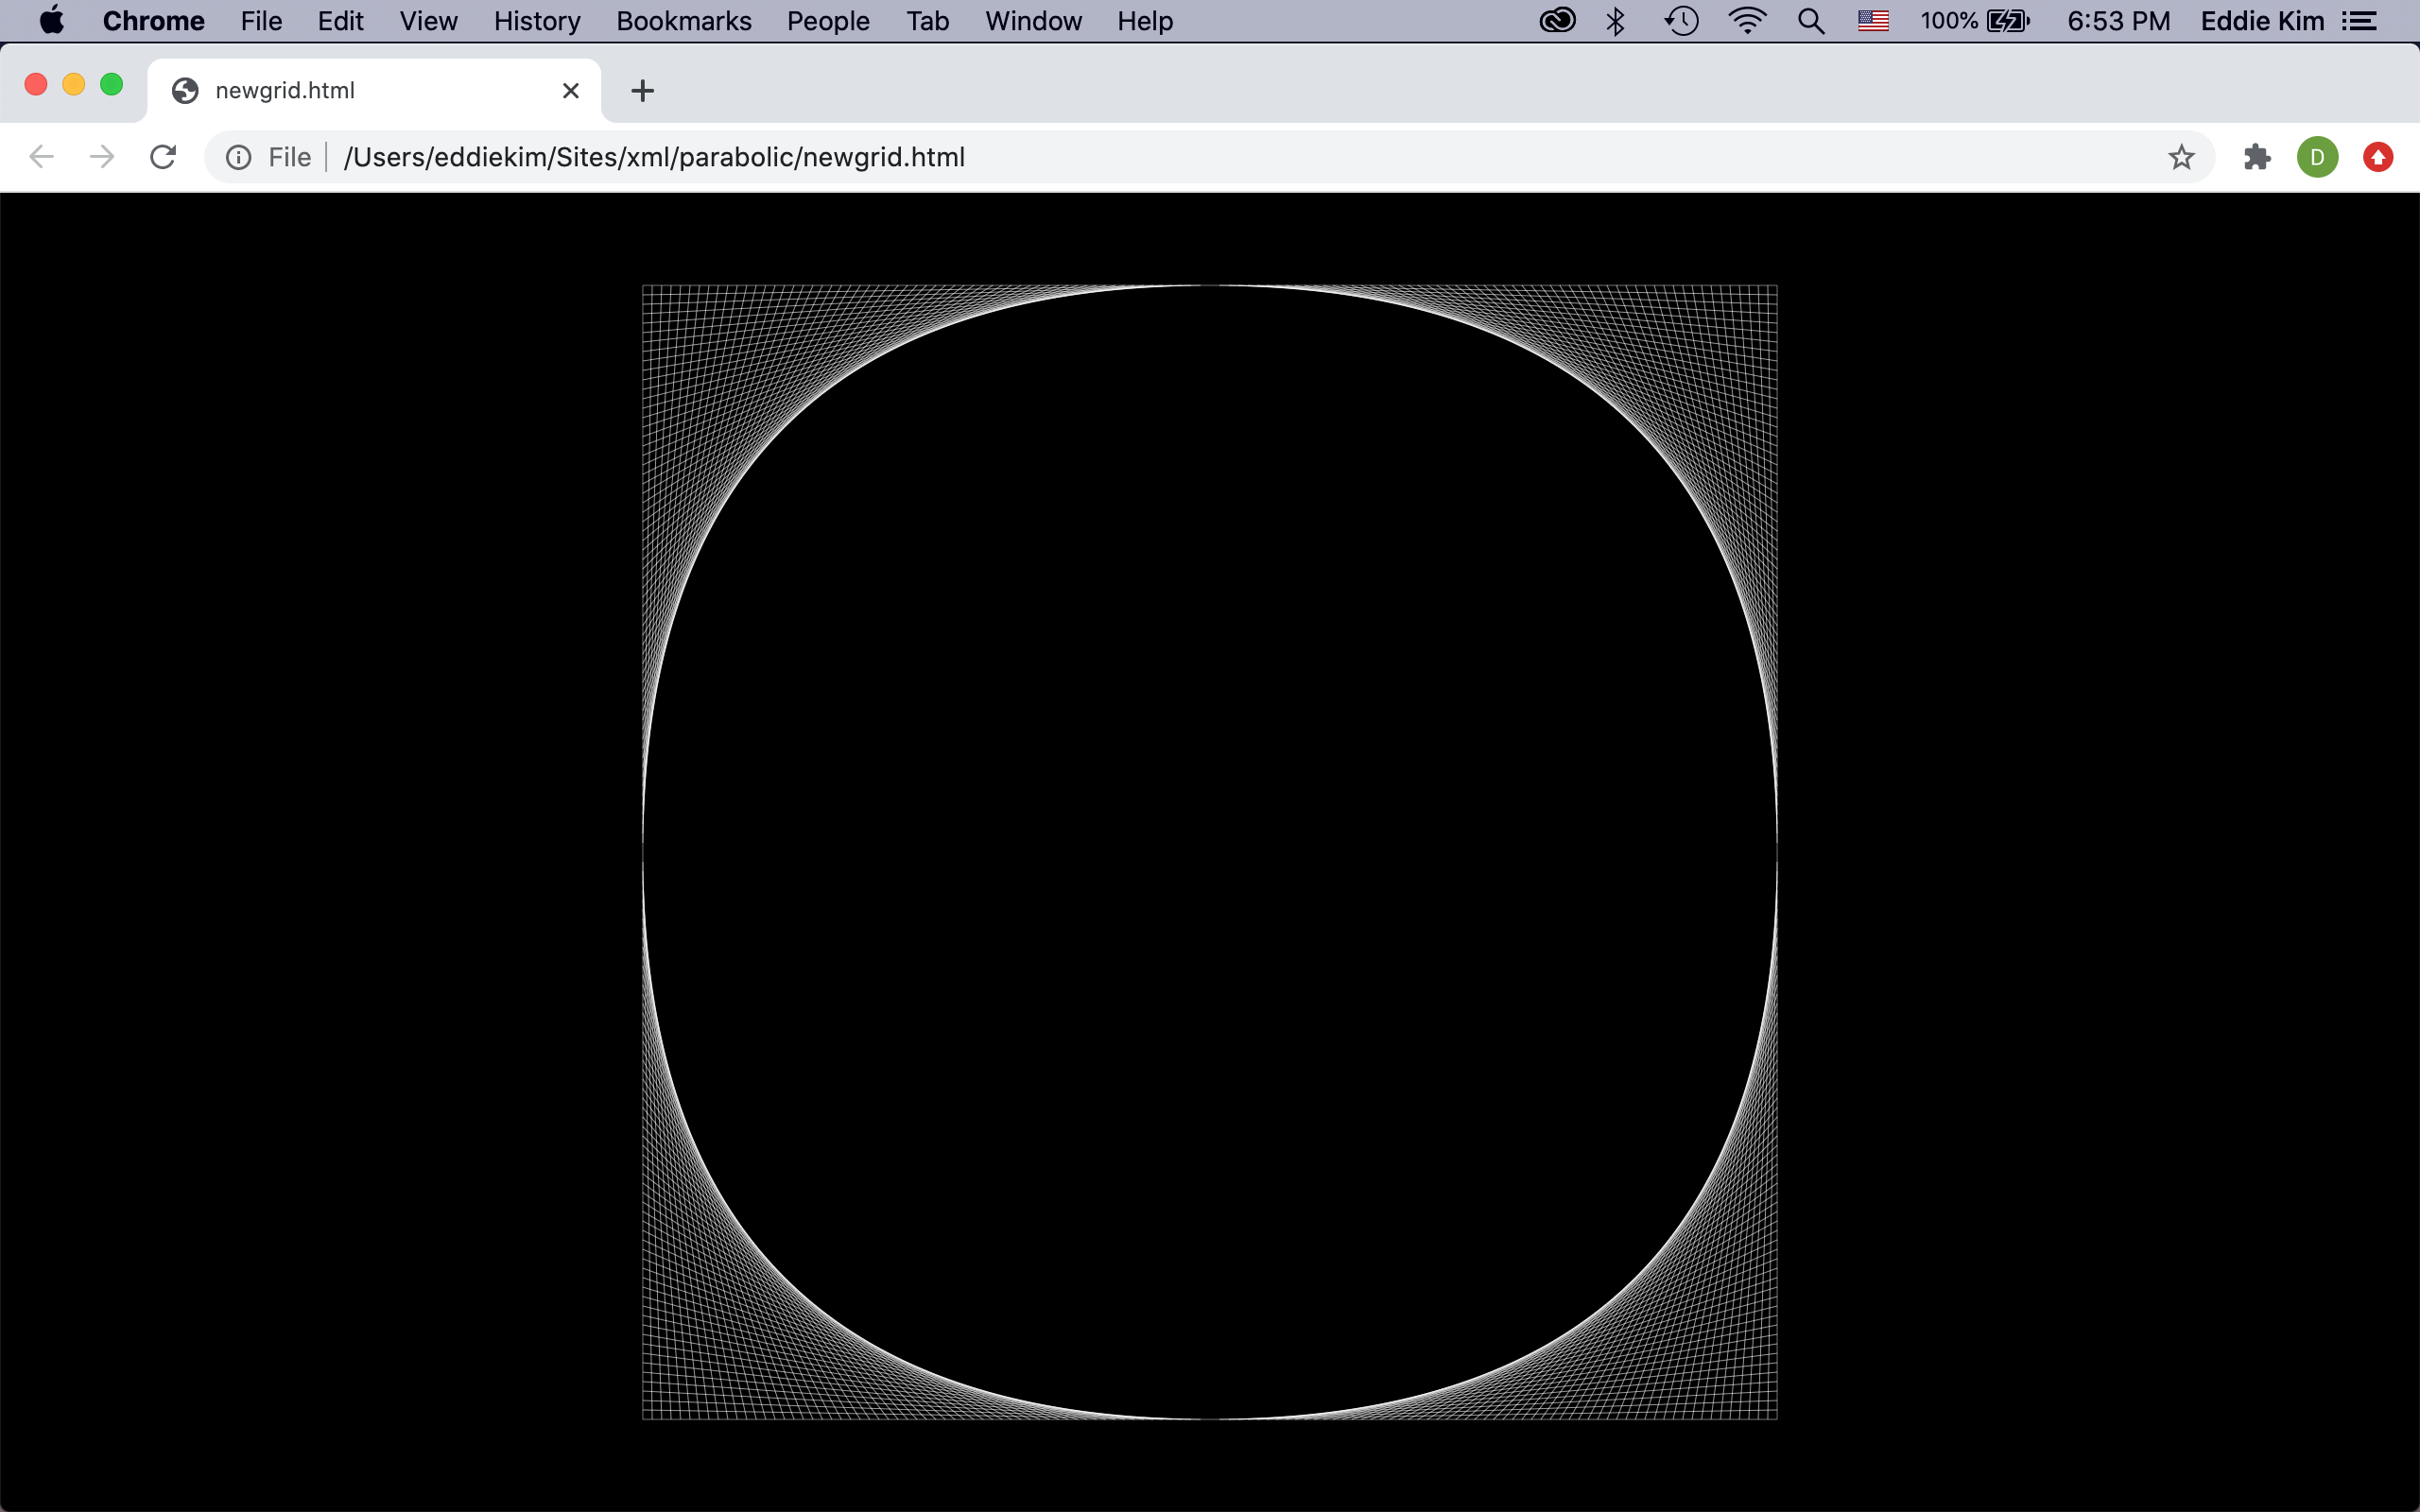 Chrome File Edit View History Bookmarks People Tab Window Help 100% 6:53 PM Eddie Kim
newgrid.html
File /Users/eddiekim/Sites/xml/parabolic/newgrid.html D